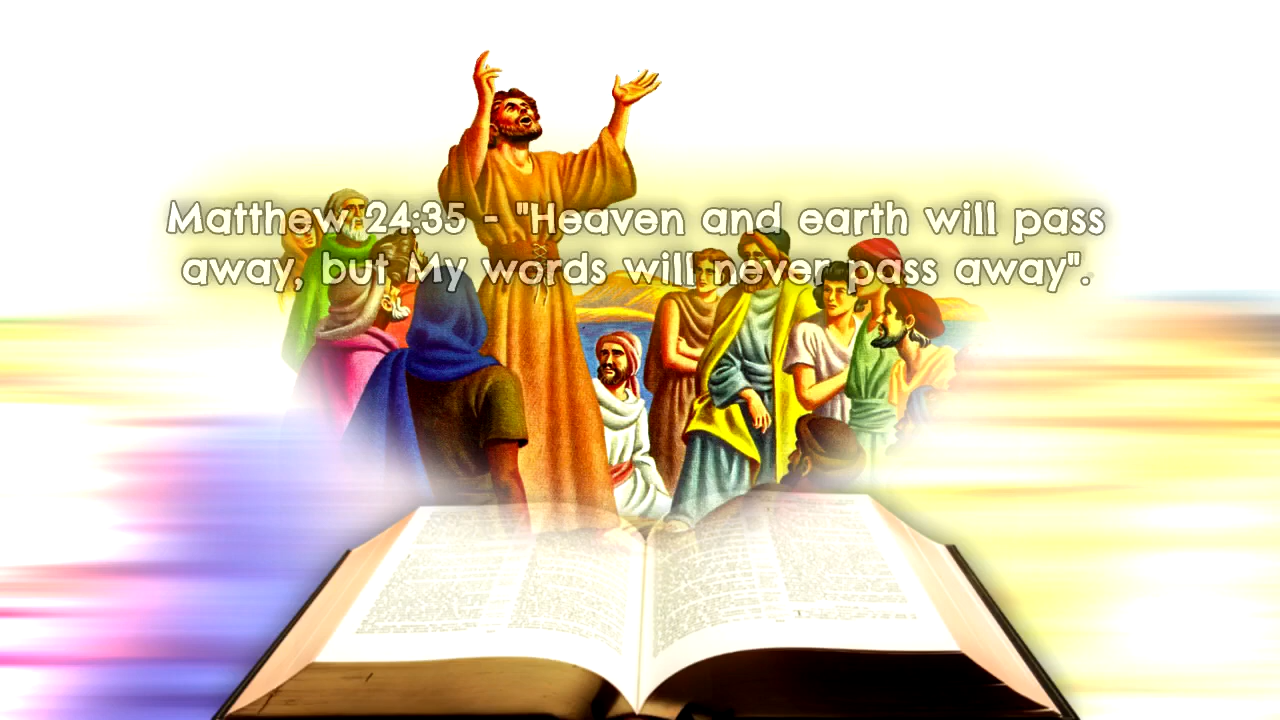 Matthew 24:35 - "Heaven and earth will pass
away, but My words will never pass away".